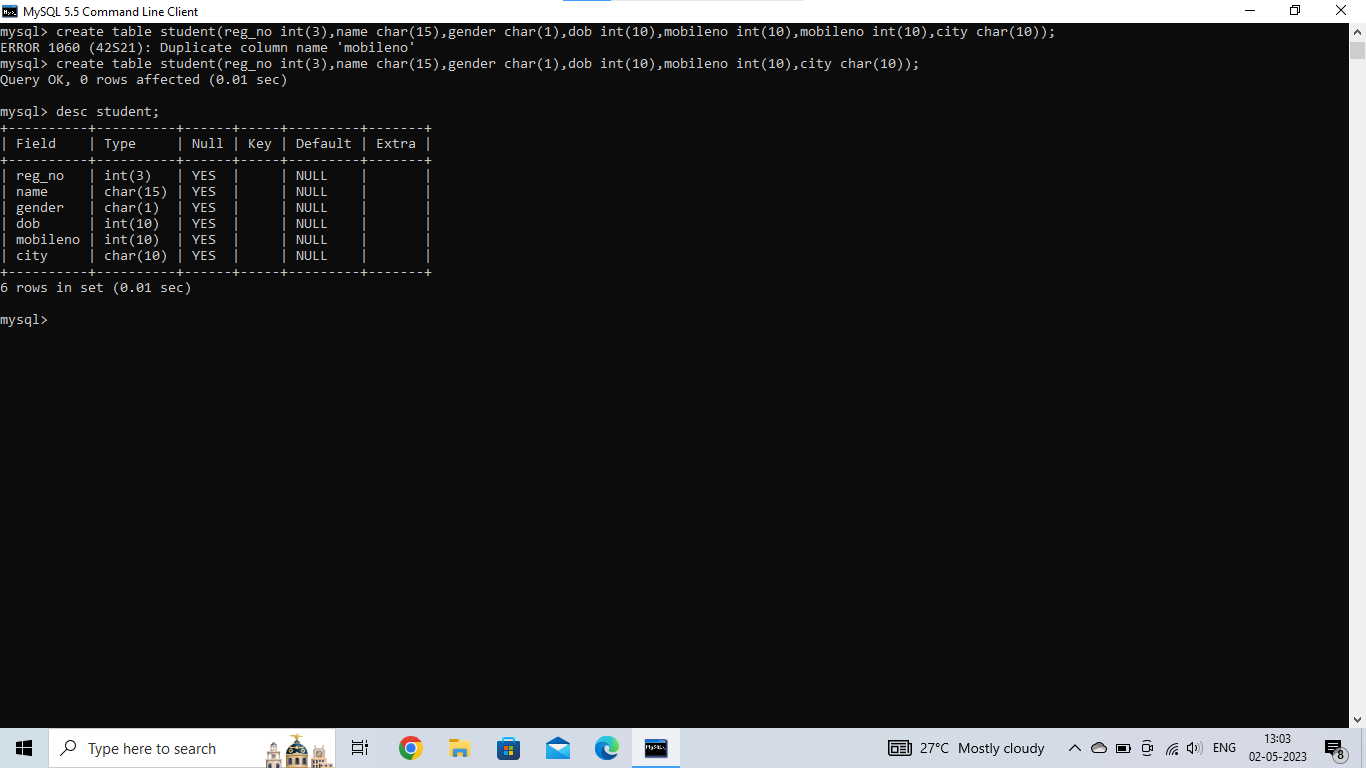 MySQL 5.5 Command Line Client
mysql> create table student(reg_no int(3),name char(15),gender char(1),dob int(10),mobileno int(10),mobileno int(10),city char(10));
ERROR 1060 (42S21): Duplicate column name 'mobileno'
mysql> create table student(reg_no int(3),name char(15),gender char(1),dob int(10),mobileno int(10),city char(10));
Query OK, 0 rows affected (0.01 sec)
mysql> desc student;
+----------+----------+------+-----+---------+-------+
| Field    | Type     | Null | Key | Default | Extra |
+----------+----------+------+-----+---------+-------+
| reg_no   | int(3)   | YES  |     | NULL    |       |
| name     | char(15) | YES  |     | NULL    |       |
| gender   | char(1)  | YES  |     | NULL    |       |
| dob      | int(10)  | YES  |     | NULL    |       |
| mobileno | int(10)  | YES  |     | NULL    |       |
| city     | char(10) | YES  |     | NULL    |       |
+----------+----------+------+-----+---------+-------+
6 rows in set (0.01 sec)
mysql>
Type here to search
MySQL
27°C Mostly cloudy
ENG
13:03
02-05-2023
8